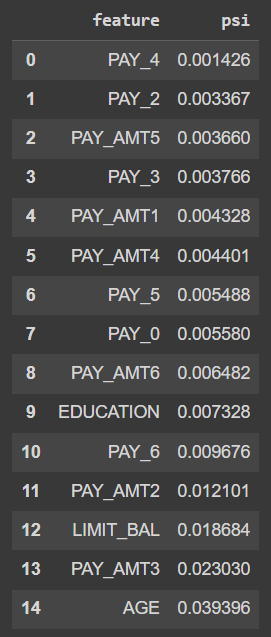 feature psi
0 PAY_4 0.001426
1 PAY_2 0.003367
2 PAY_AMT5 0.003660
3 PAY_3 0.003766
4 PAY_AMT1 0.004328
5 PAY_AMT4 0.004401
6 PAY_5 0.005488
7 PAY_0 0.005580
8 PAY_AMT6 0.006482
9 EDUCATION 0.007328
10 PAY_6 0.009676
11 PAY_AMT2 0.012101
12 LIMIT_BAL 0.018684
13 PAY_AMT3 0.023030
14 AGE 0.039396